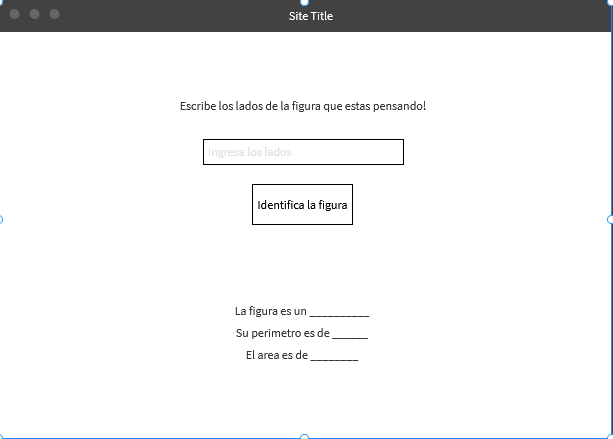 Site Title
Escribe los lados de la figura que estas pensando!
Ingresa los lados
Identifica la figura
La figura es un __________
Su perimetro es de ______
El area es de ________